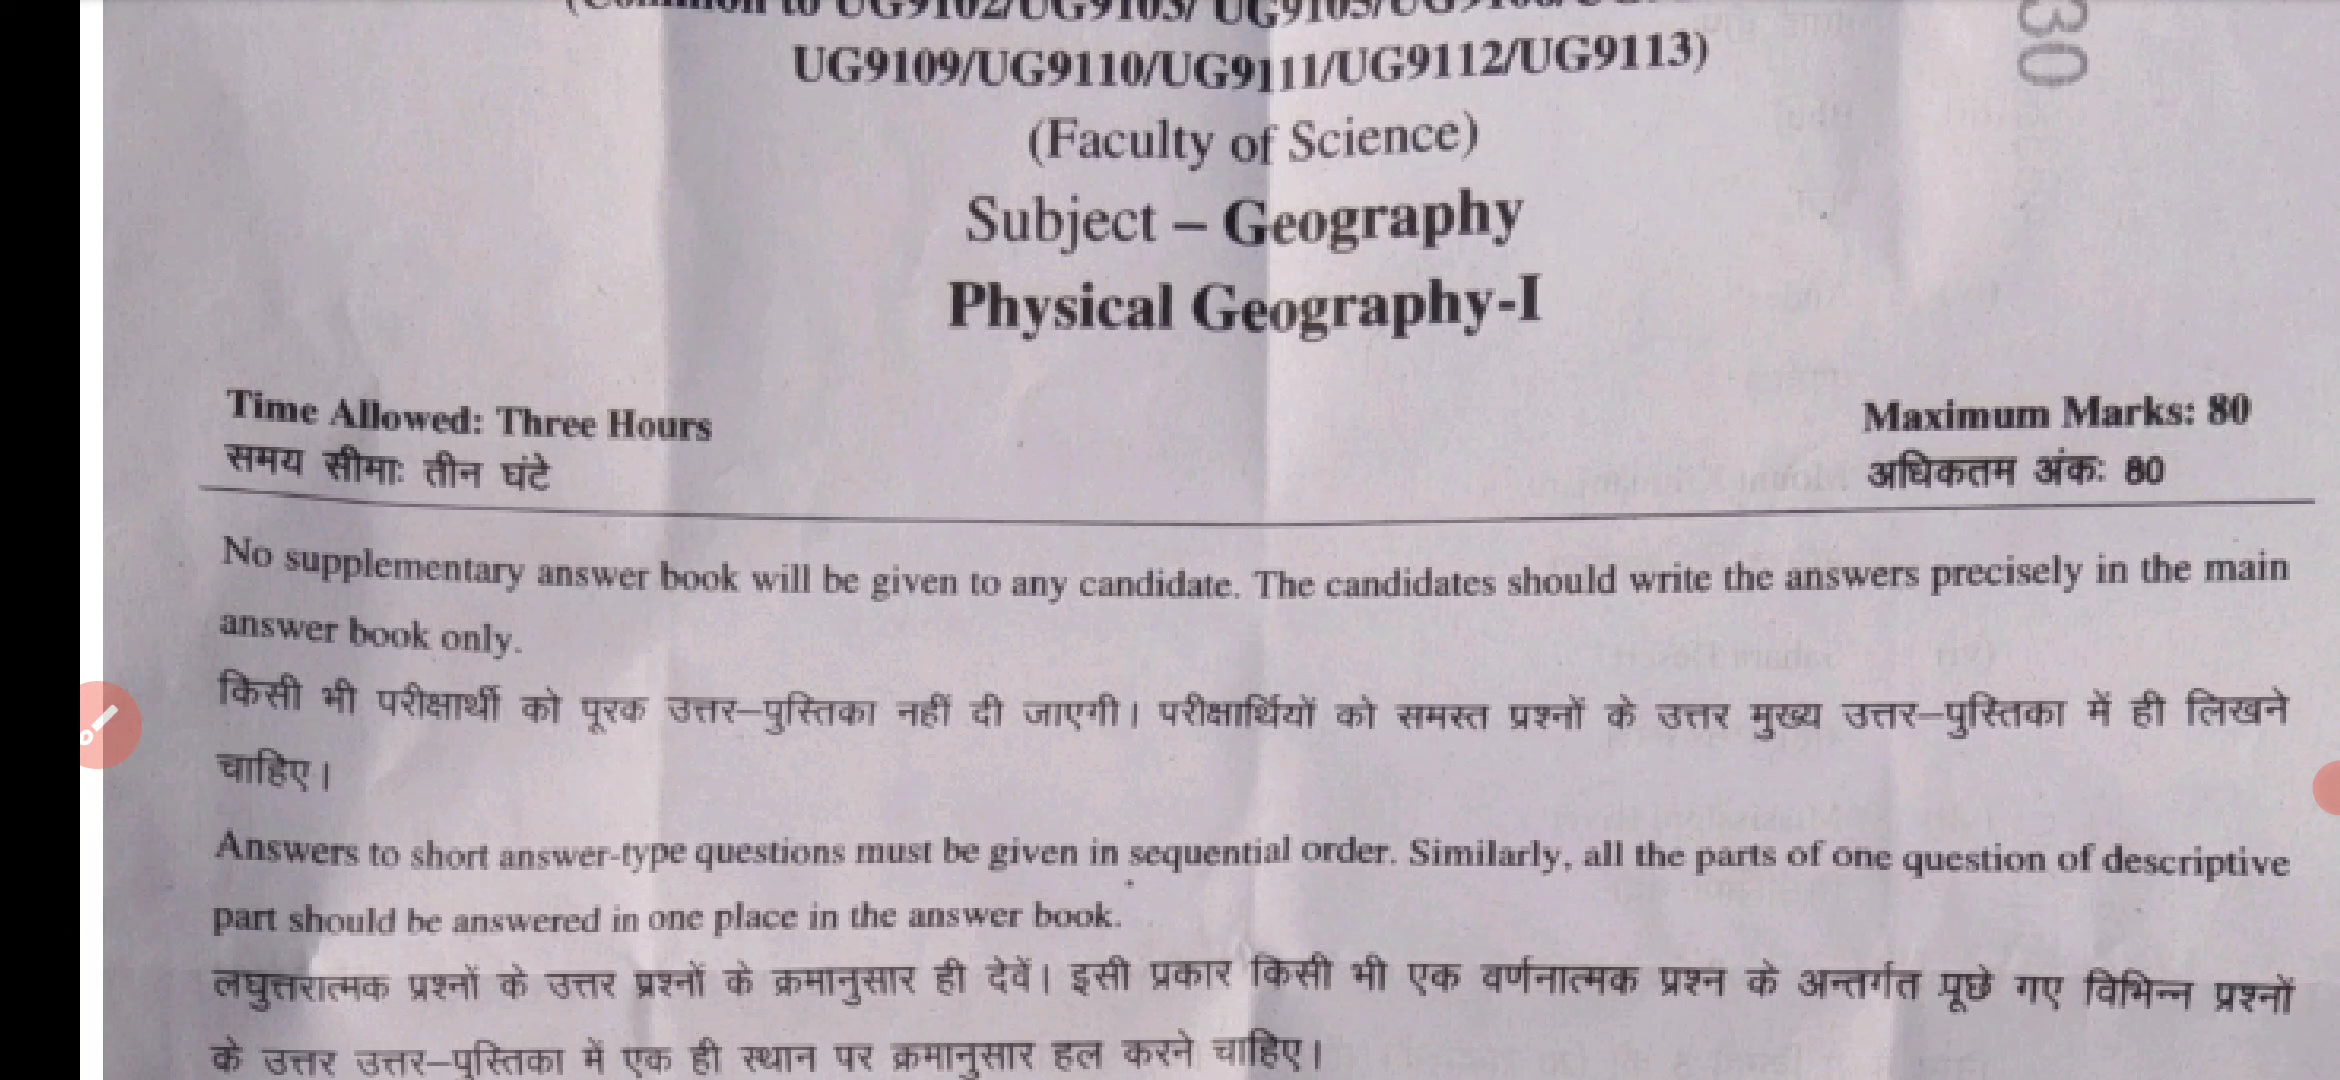 (Common to UG9102/UG9103/ UG9105/
UG9109/UG9110/UG9111/UG9112/UG9113)
30
(Faculty of Science)
Subject – Geography
Physical Geography-I
Time Allowed: Three Hours
Maximum Marks: 80
समय सीमाः तीन घंटे
अधिकतम अंक: 80
No supplementary answer book will be given to any candidate. The candidates should write the answers precisely in the main
answer book only.
किसी भी परीक्षार्थी को पूरक उत्तर–पुस्तिका नहीं दी जाएगी। परीक्षार्थियों को समस्त प्रश्नों के उत्तर मुख्य उत्तर–पुस्तिका में ही लिखने
चाहिए।
Answers to short answer-type questions must be given in sequential order. Similarly, all the parts of one question of descriptive
part should be answered in one place in the answer book.
लघुत्तरात्मक प्रश्नों के उत्तर प्रश्नों के क्रमानुसार ही देवें। इसी प्रकार किसी भी एक वर्णनात्मक प्रश्न के अन्तर्गत पूछे गए विभिन्न प्रश्नों
के उत्तर उत्तर–पुस्तिका में एक ही स्थान पर क्रमानुसार हल करने चाहिए।